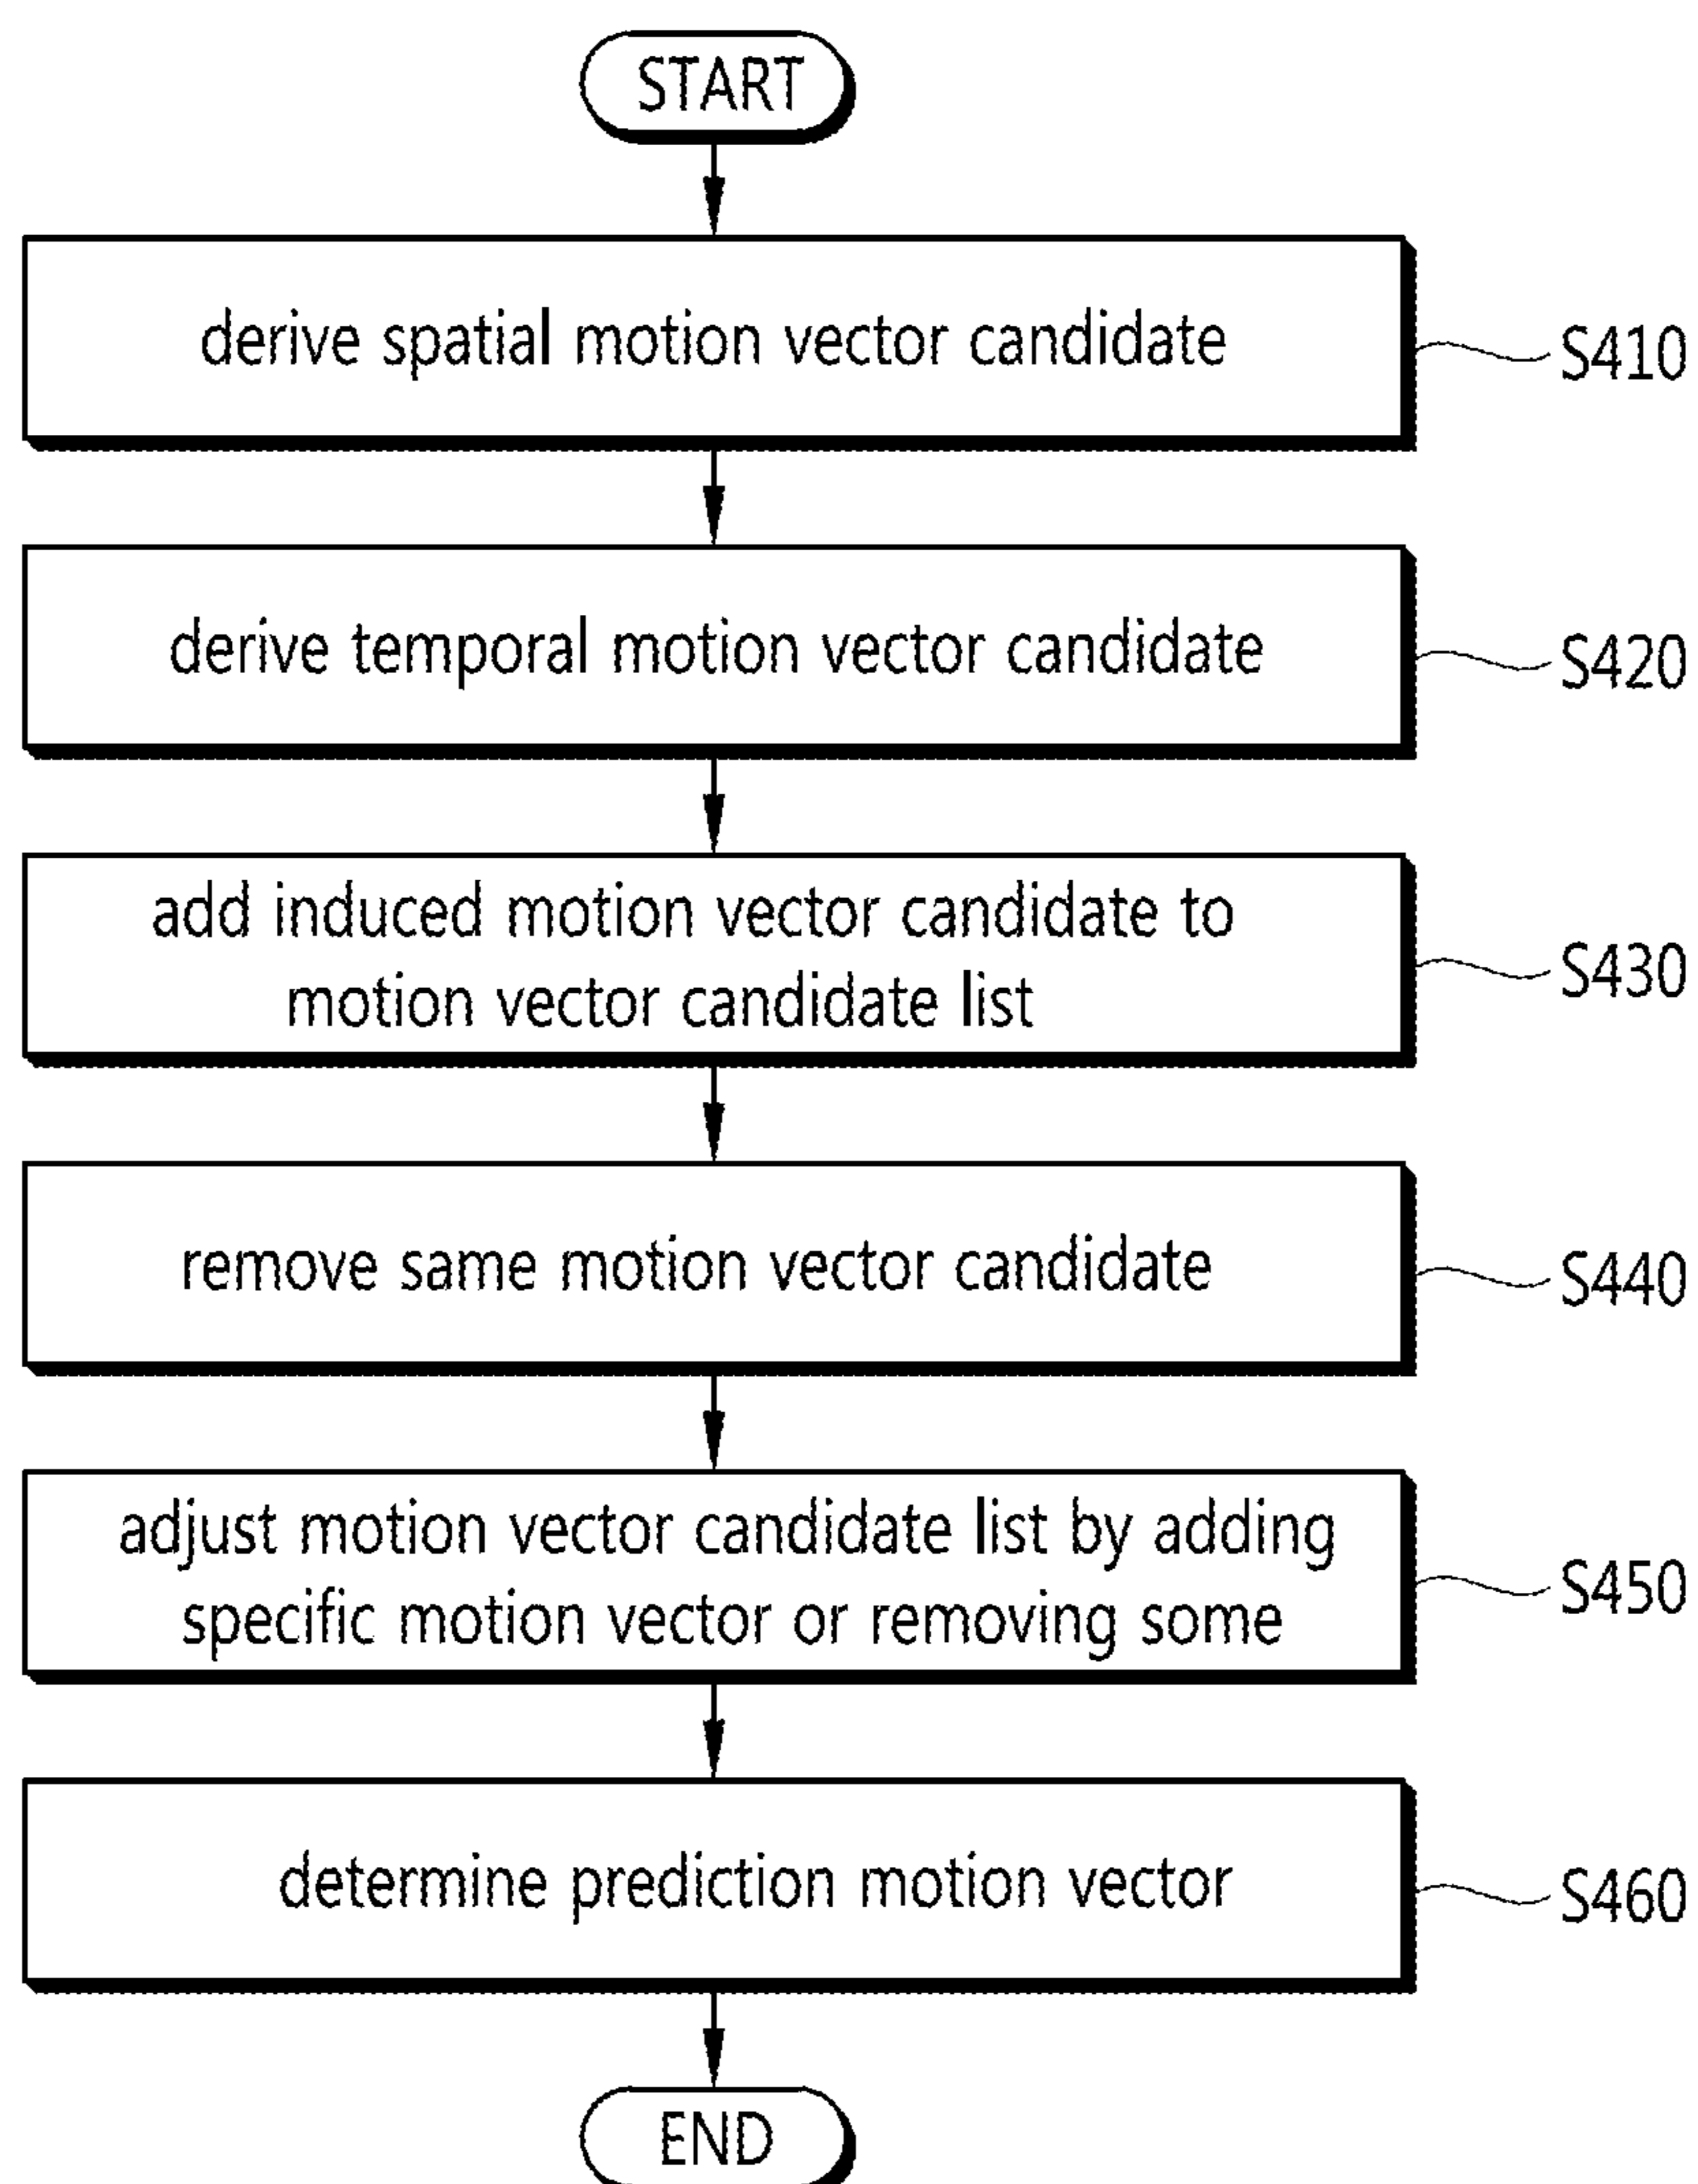 START
derive spatial motion vector candidate
S410
derive temporal motion vector candidate
S420
add induced motion vector candidate to
motion vector candidate list
S430
remove same motion vector candidate
S440
adjust motion vector candidate list by adding
specific motion vector or removing some
S450
determine prediction motion vector
S460
END